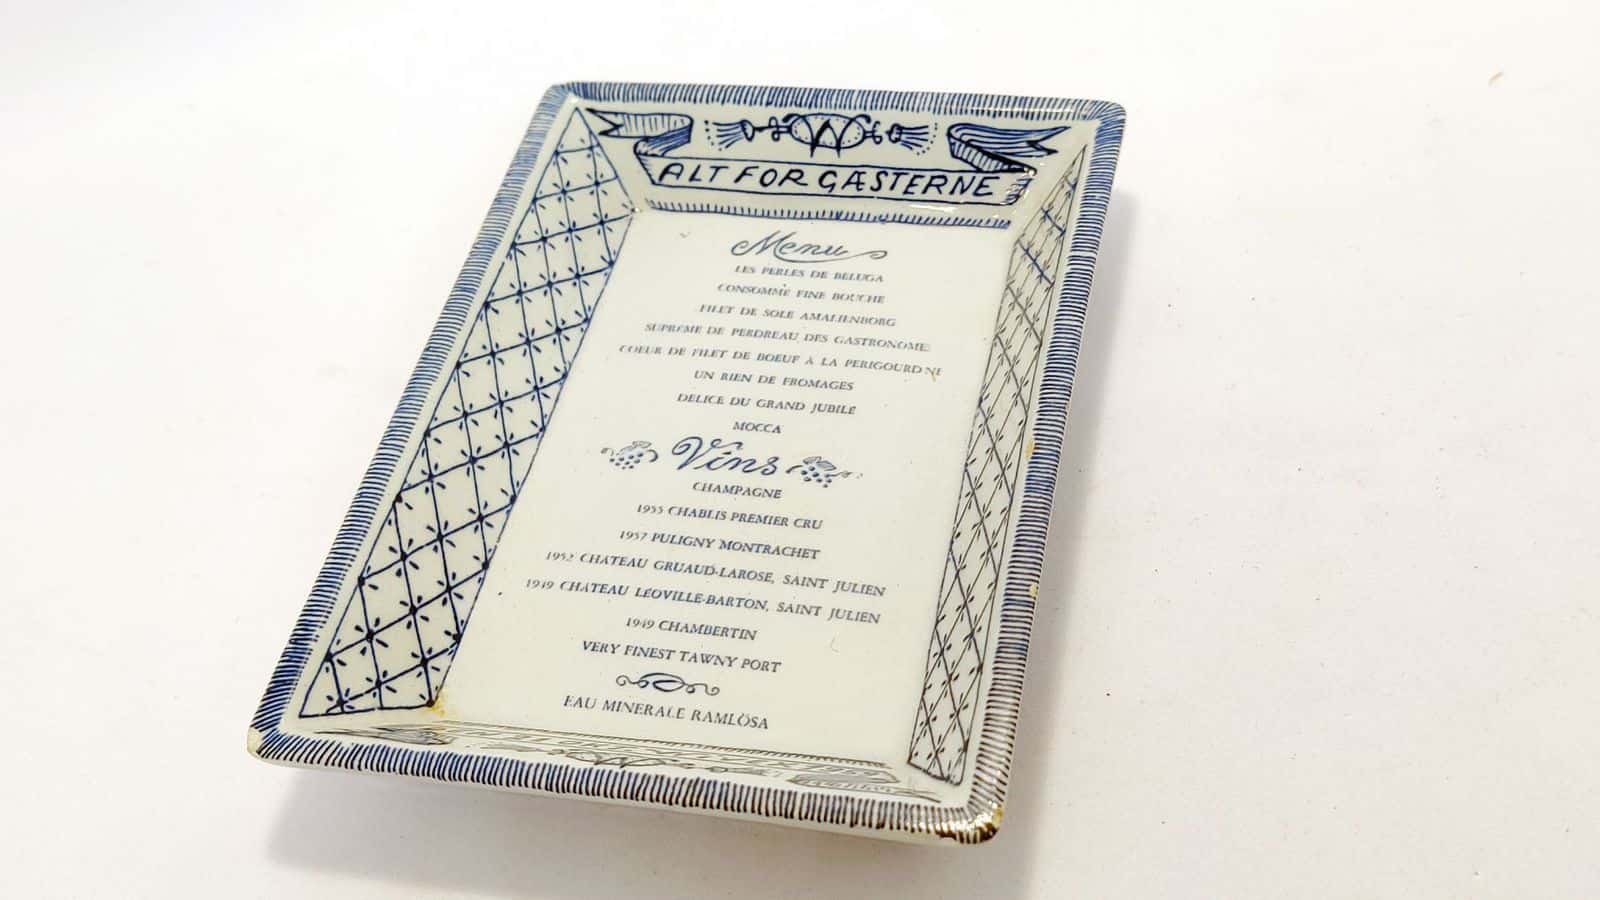 W
ALT FOR GÆSTERNE
Menu
LES PERLES DE BELUGA
CONSOMMÉ FINE BOUCHE
FILET DE SOLE AMALIENBORG
SUPRÊME DE PERDREAU DES GASTRONOMES
COEUR DE FILET DE BOEUF À LA PERIGOURDINE
UN RIEN DE FROMAGES
DELICE DU GRAND JUBILÉ
MOCCA
Vins
CHAMPAGNE
1955 CHABLIS PREMIER CRU
1957 PULIGNY MONTRACHET
1952 CHATEAU GRUAUD-LAROSE, SAINT JULIEN
1949 CHATEAU LEOVILLE-BARTON, SAINT JULIEN
1949 CHAMBERTIN
VERY FINEST TAWNY PORT
EAU MINERALE RAMLÖSA
1959